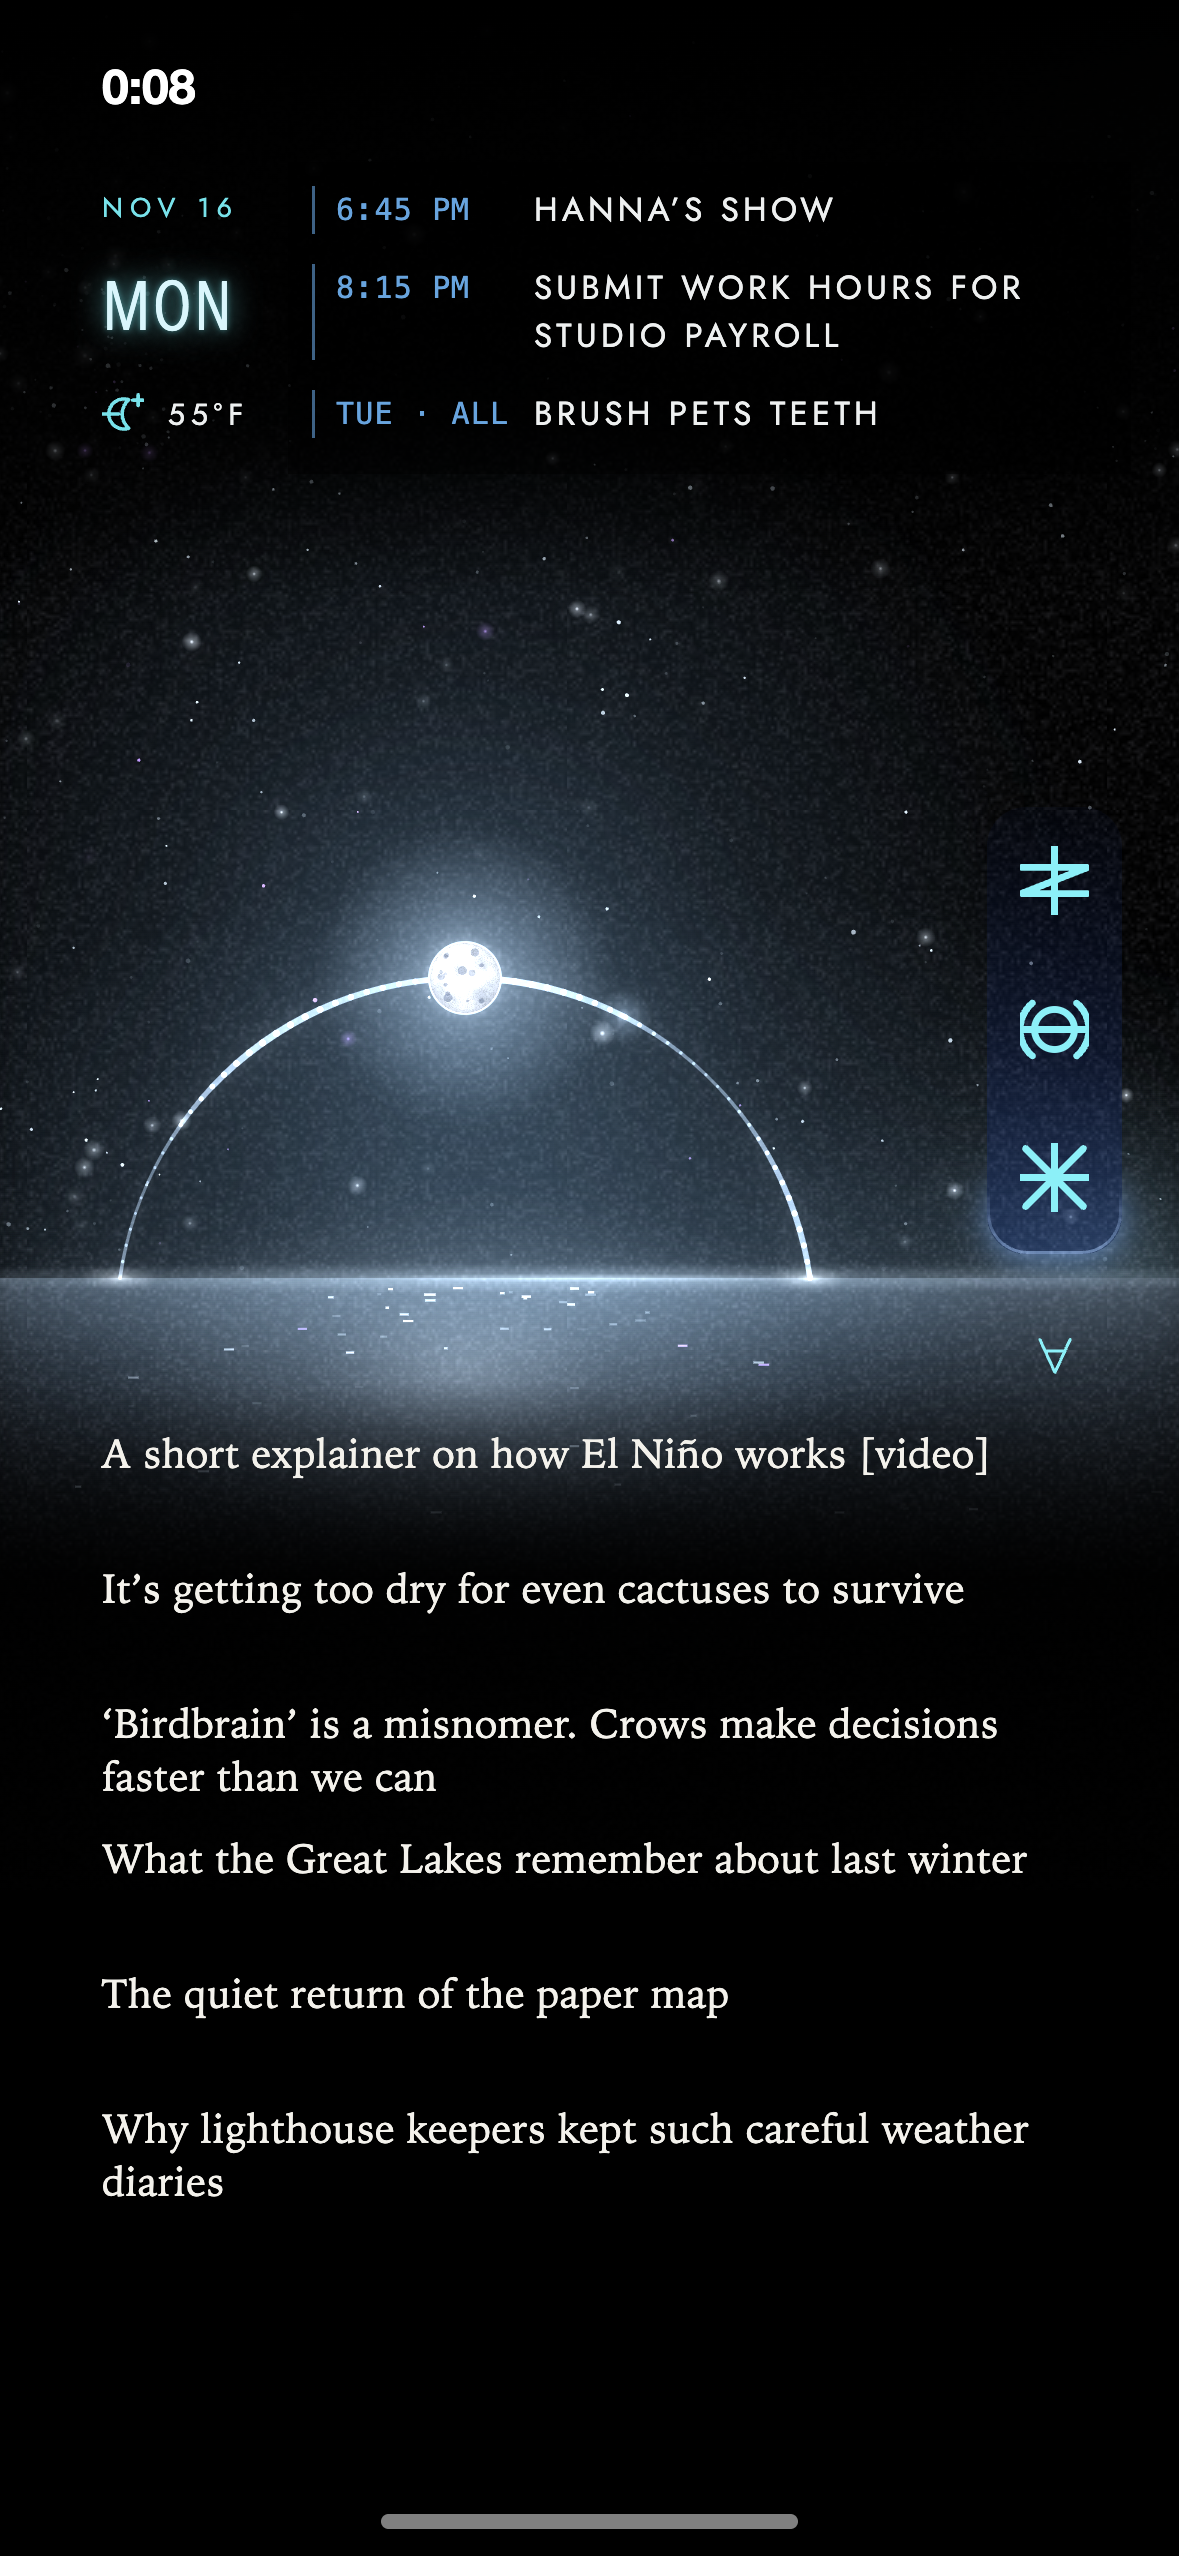 0:08
NOV 16
MON
55°F
6:45 PM HANNA’S SHOW
8:15 PM SUBMIT WORK HOURS FOR
STUDIO PAYROLL
TUE · ALL BRUSH PETS TEETH
A short explainer on how El Niño works [video]
It’s getting too dry for even cactuses to survive
‘Birdbrain’ is a misnomer. Crows make decisions
faster than we can
What the Great Lakes remember about last winter
The quiet return of the paper map
Why lighthouse keepers kept such careful weather
diaries